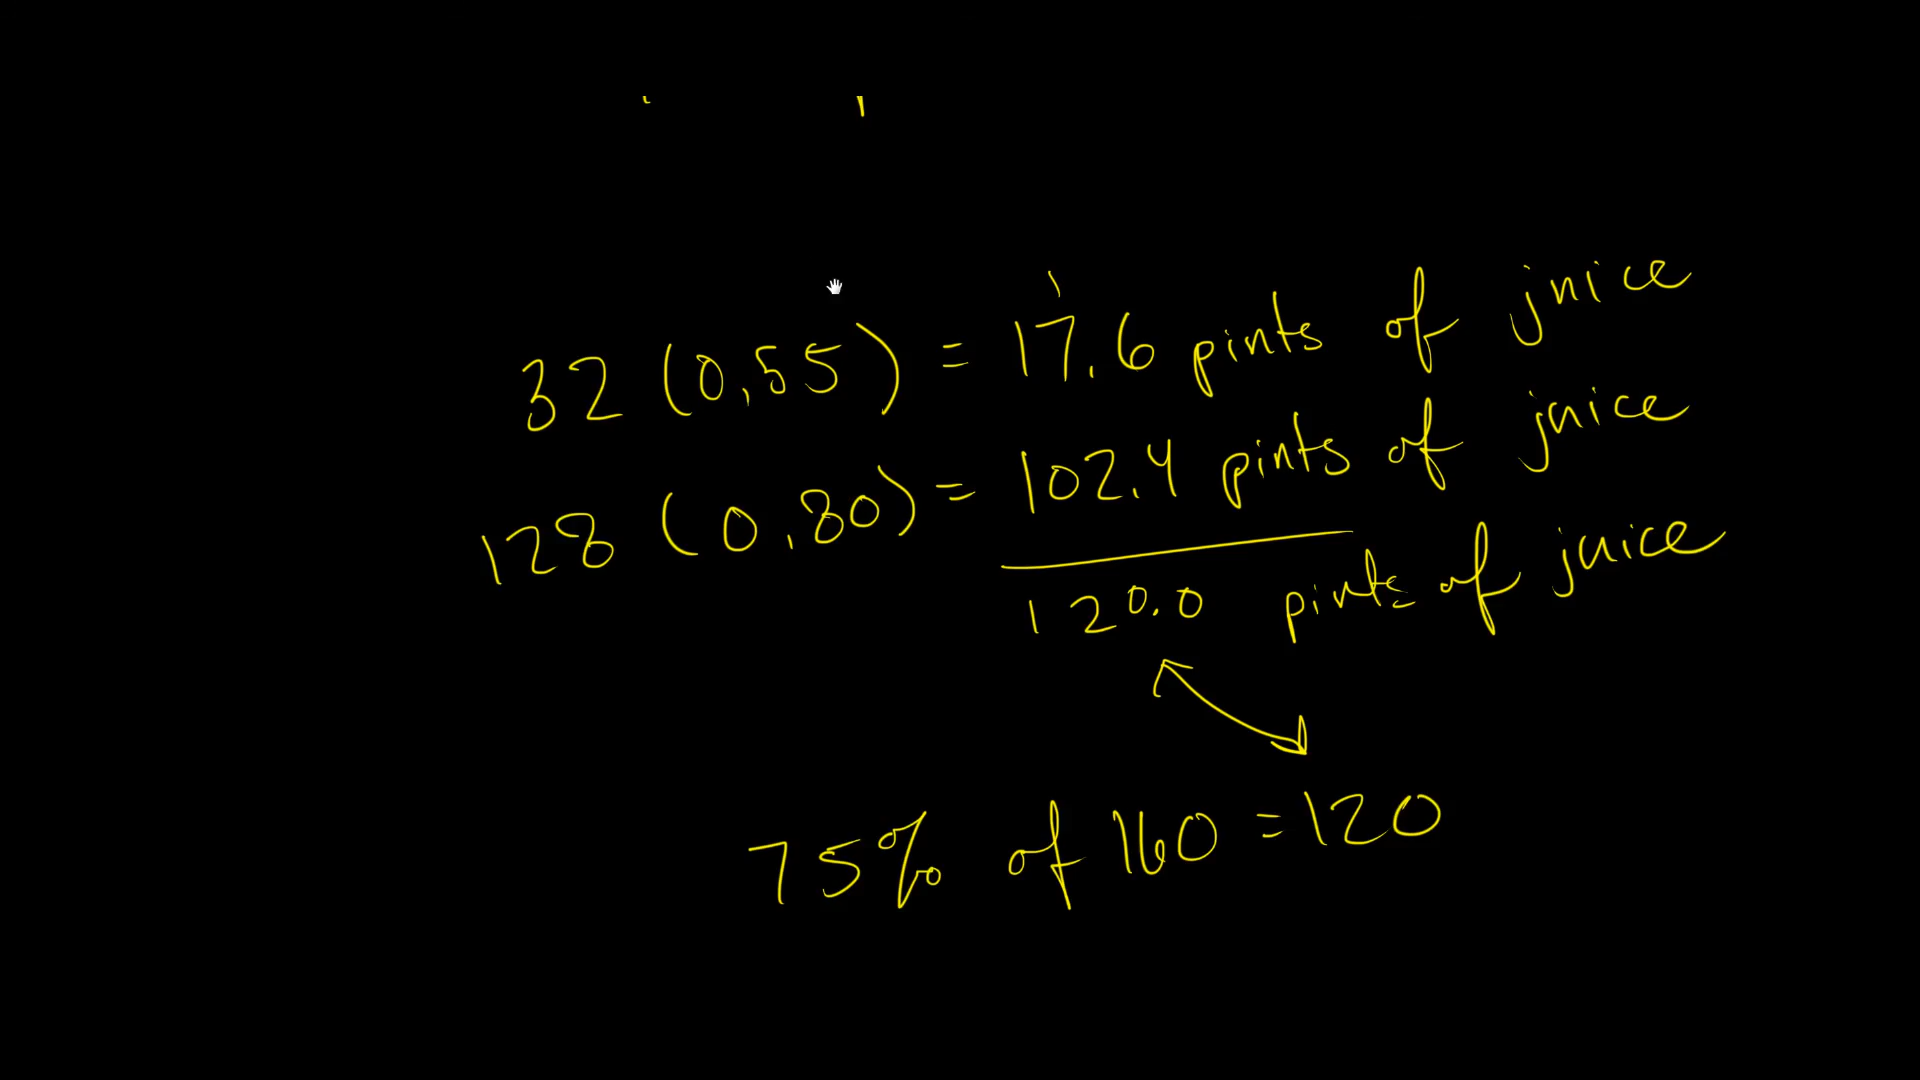 32 (0.55) = 17.6 pints of juice
128 (0.80) = 102.4 pints of juice
120.0 pints of juice
75% of 160 = 120